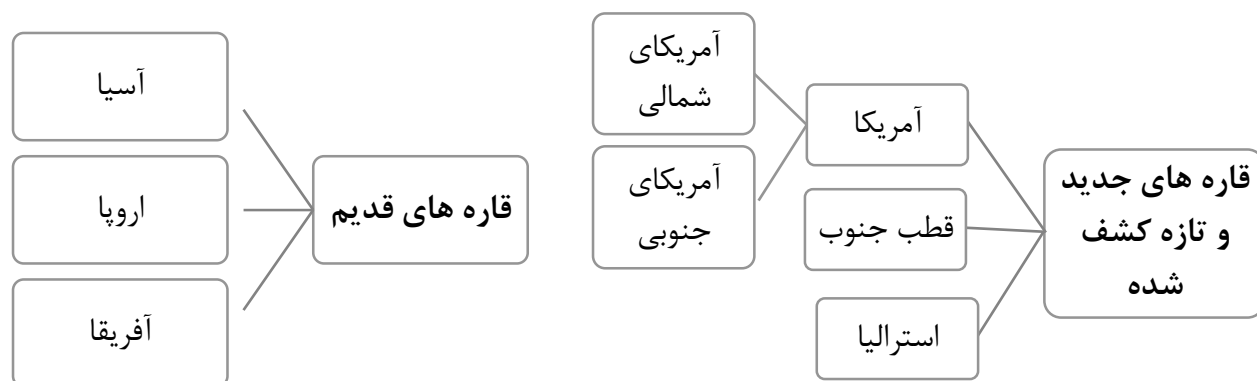 قاره های جدید
و تازه کشف
شده
آمریکا
قطب جنوب
استرالیا
آمریکای
شمالی
آمریکای
جنوبی
قاره های قدیم
آسیا
اروپا
آفریقا